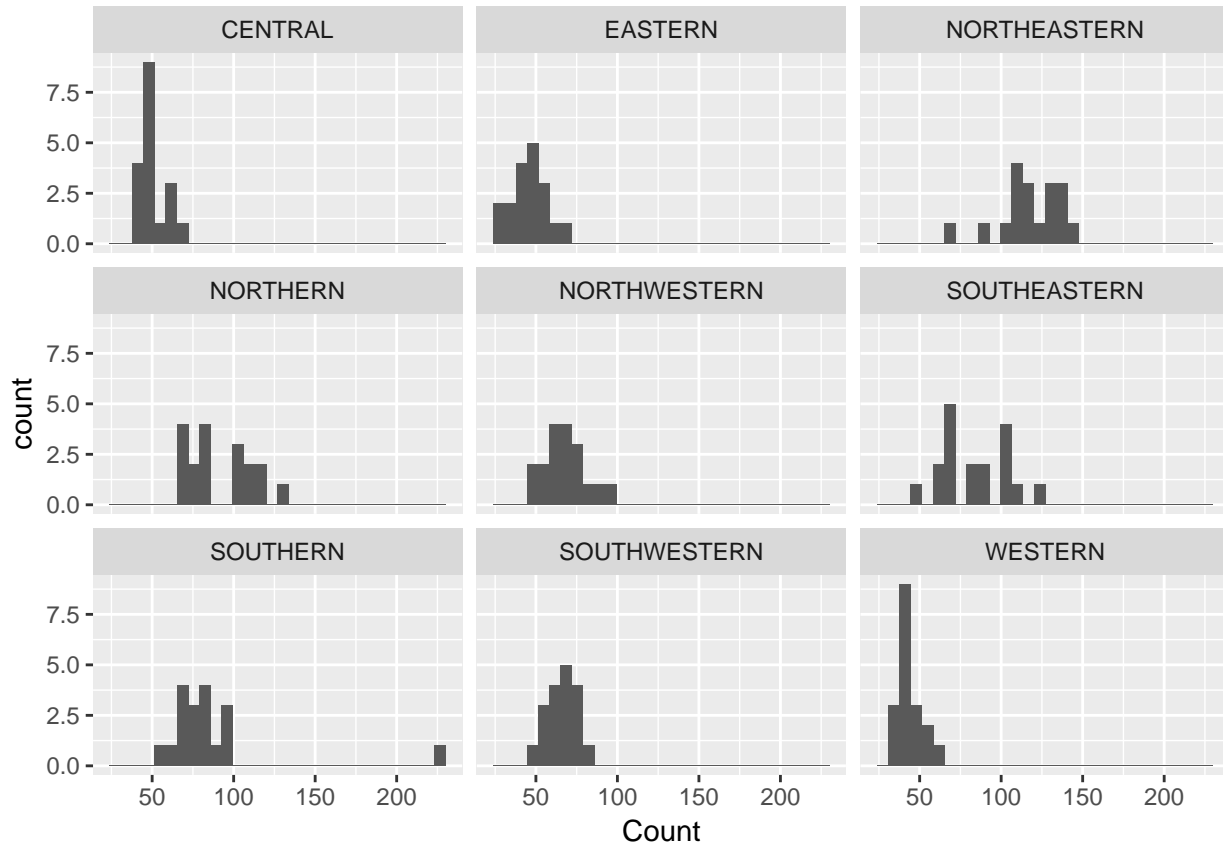 CENTRAL EASTERN NORTHEASTERN
7.5
5.0
2.5
0.0
NORTHERN NORTHWESTERN SOUTHEASTERN
7.5
5.0
2.5
0.0
count
SOUTHERN SOUTHWESTERN WESTERN
7.5
5.0
2.5
0.0
50 100 150 200 50 100 150 200 50 100 150 200
Count